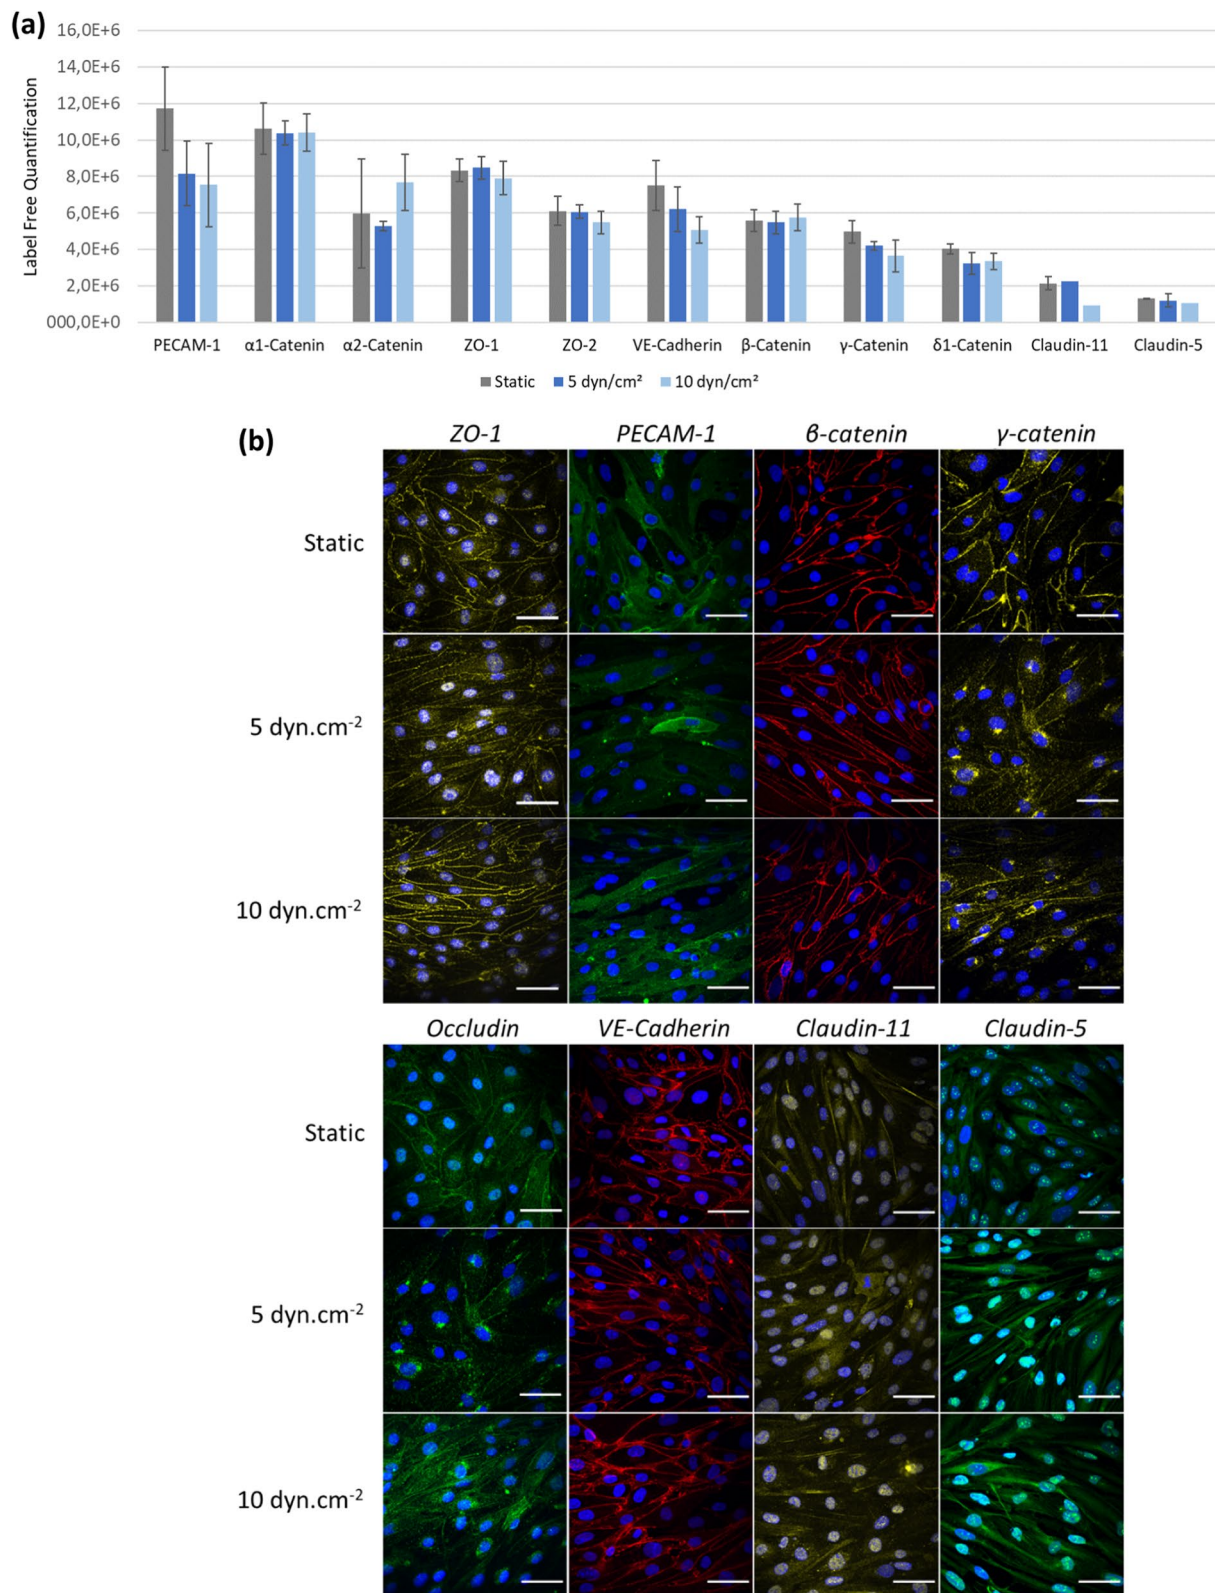 (a)
16,0E+6
14,0E+6
12,0E+6
10,0E+6
8,0E+6
6,0E+6
4,0E+6
2,0E+6
000,0E+0
Label Free Quantification
PECAM-1 α1-Catenin α2-Catenin ZO-1 ZO-2 VE-Cadherin β-Catenin γ-Catenin δ1-Catenin Claudin-11 Claudin-5
Static 5 dyn/cm² 10 dyn/cm²
(b)
ZO-1 PECAM-1 β-catenin γ-catenin
Static
5 dyn.cm⁻²
10 dyn.cm⁻²
Occludin VE-Cadherin Claudin-11 Claudin-5
Static
5 dyn.cm⁻²
10 dyn.cm⁻²